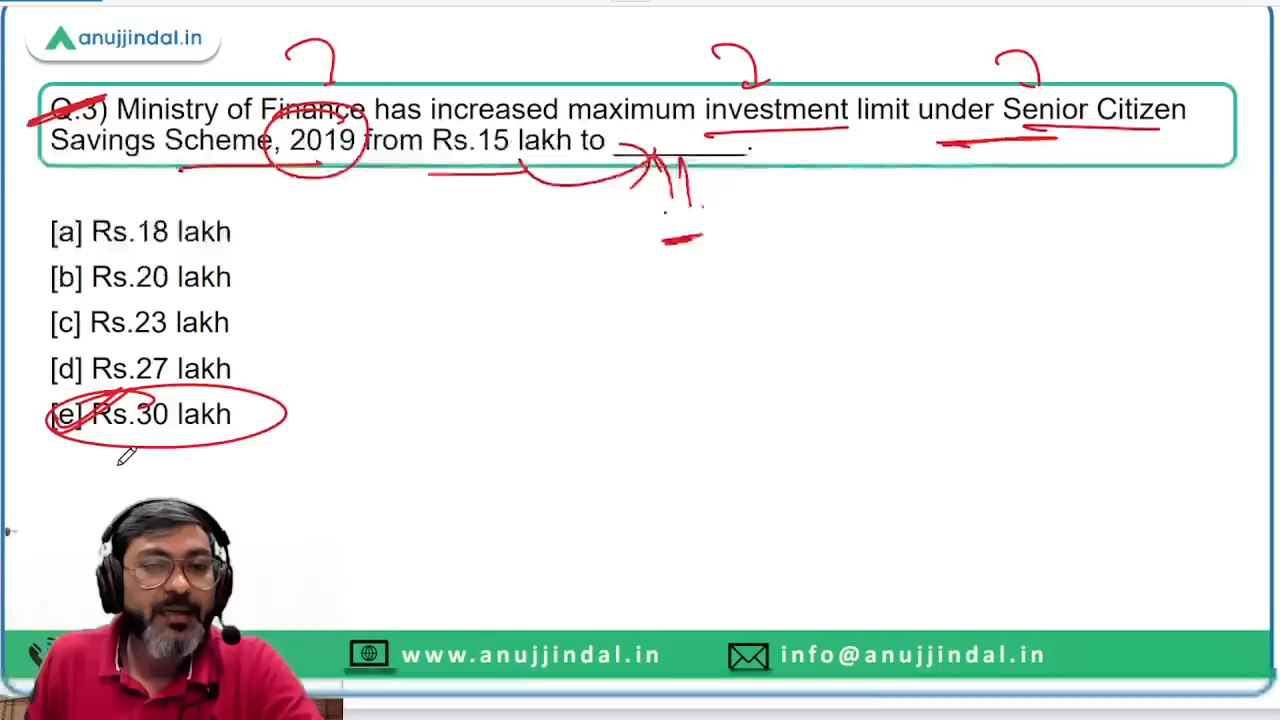 anujjindal.in
Q.3) Ministry of Finance has increased maximum investment limit under Senior Citizen
Savings Scheme, 2019 from Rs.15 lakh to __________.
[a] Rs.18 lakh
[b] Rs.20 lakh
[c] Rs.23 lakh
[d] Rs.27 lakh
[e] Rs.30 lakh
www.anujjindal.in
info@anujjindal.in